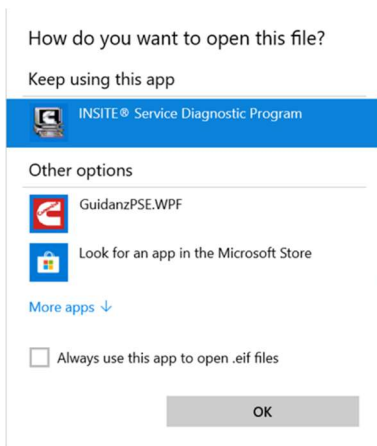 How do you want to open this file?
Keep using this app
INSITE® Service Diagnostic Program
Other options
GuidanzPSE.WPF
Look for an app in the Microsoft Store
More apps ↓
Always use this app to open .eif files
OK